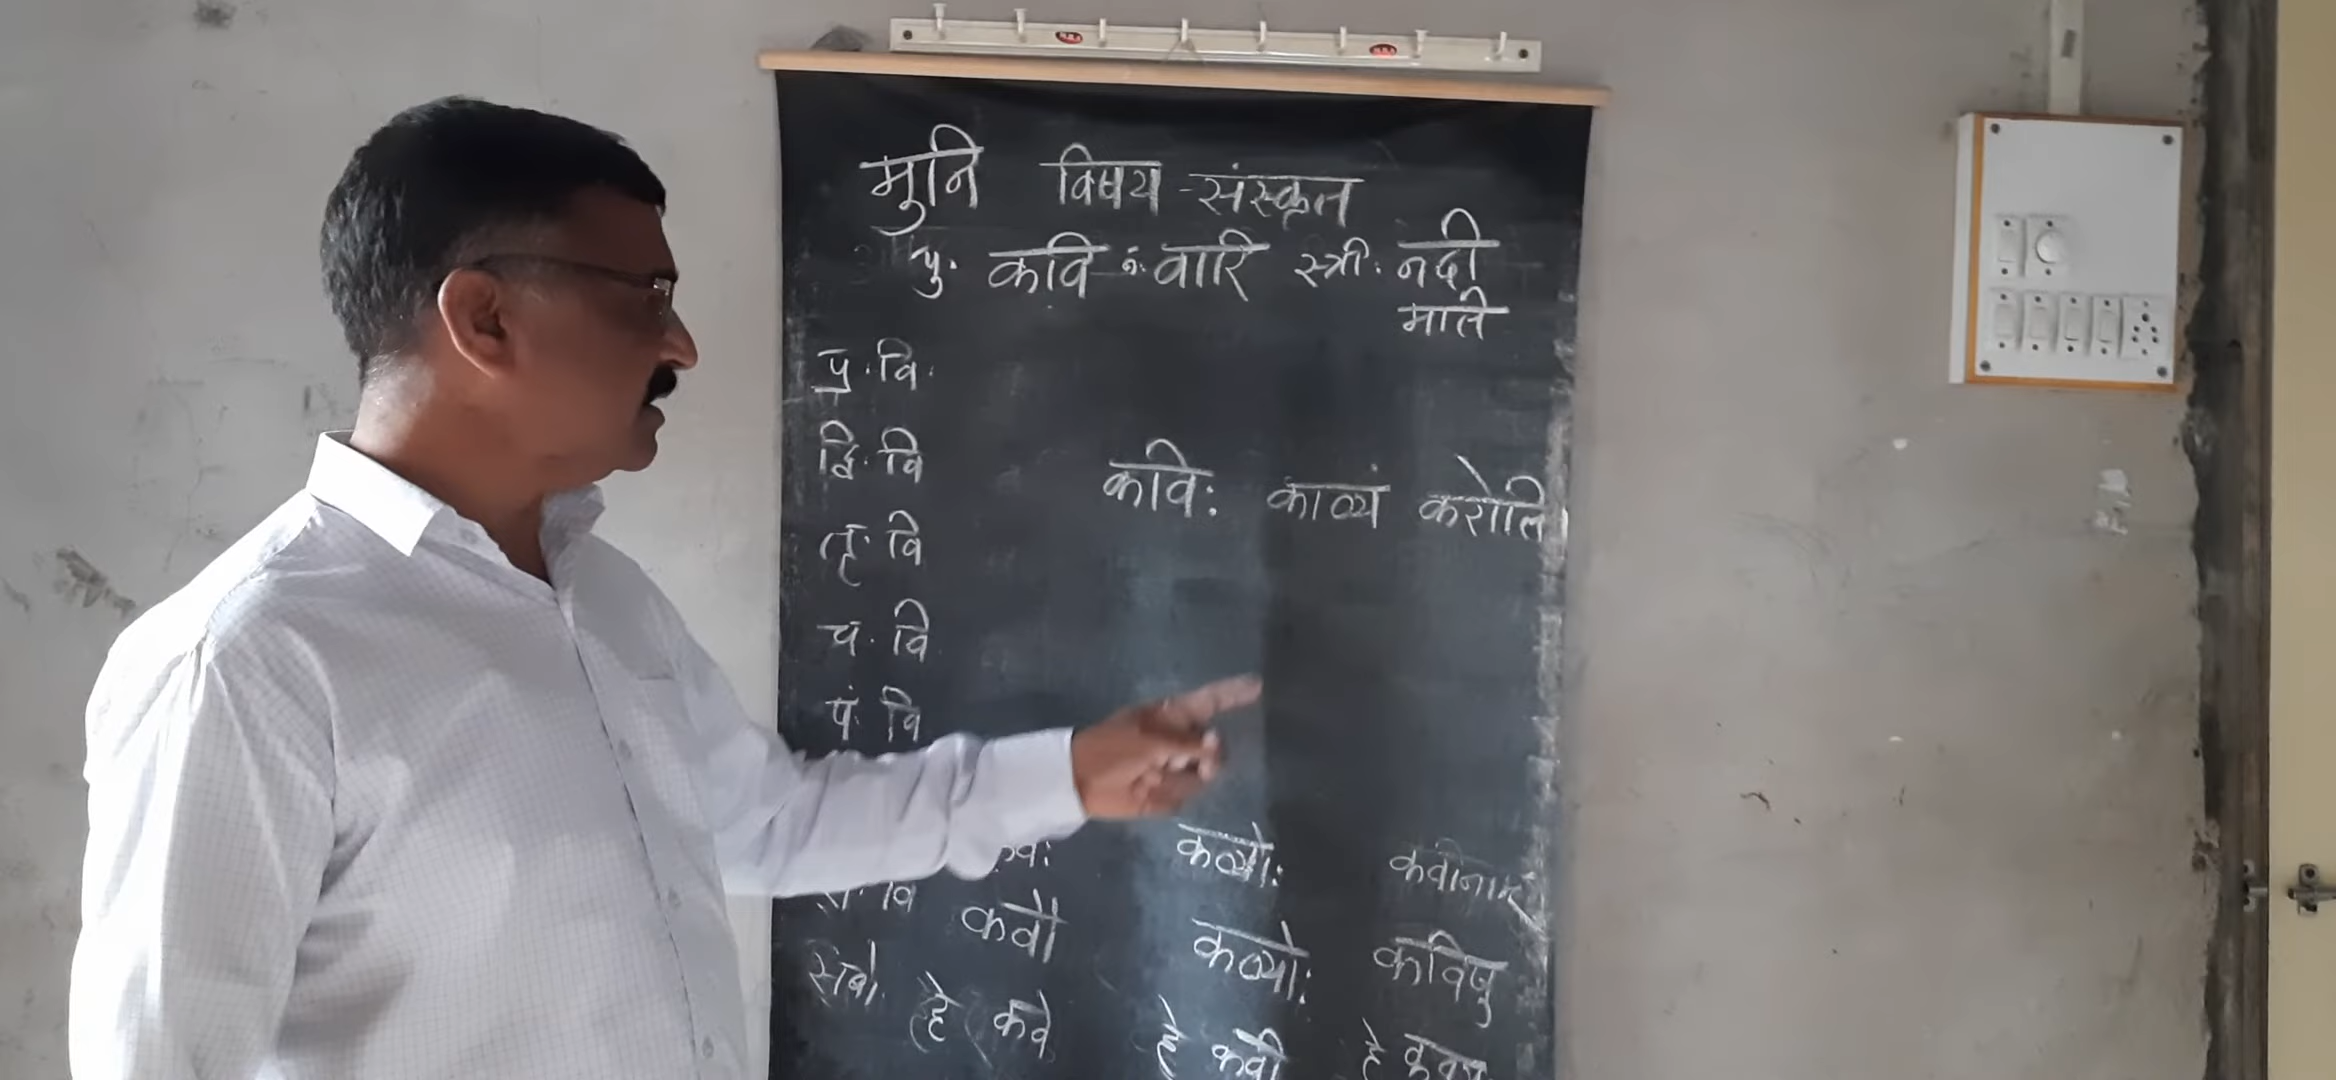 मुनि विषय - संस्कृत
पु. कवि न. वारि स्त्री. नदी
माति
प्र. वि.
द्वि. वि
कविः काव्यं करोति
तृ. वि
च. वि
पं. वि
कव्योः कवीनाम्
वि कवौ कव्योः कविषु
संबो. हे कवे हे कवी हे